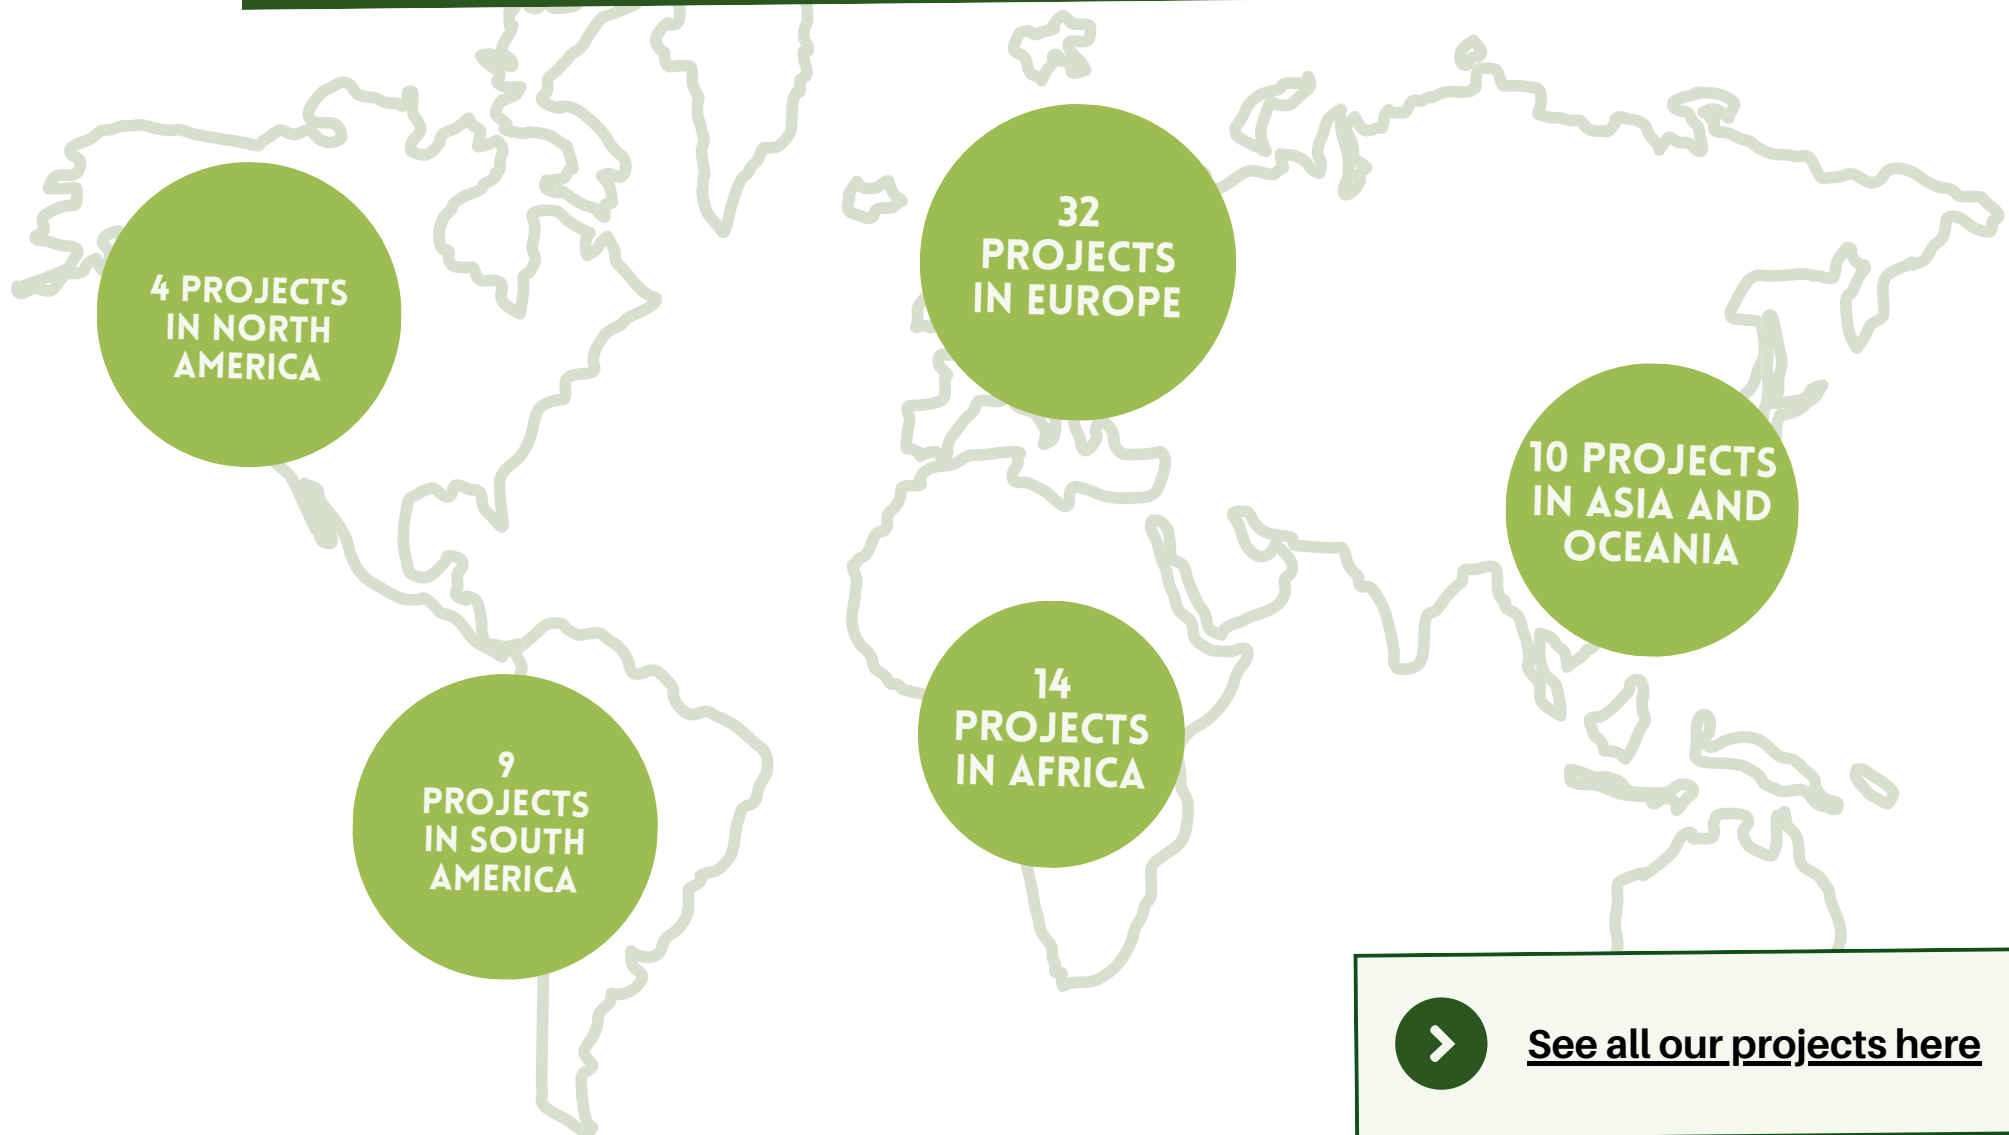 32
PROJECTS
IN EUROPE
4 PROJECTS
IN NORTH
AMERICA
10 PROJECTS
IN ASIA AND
OCEANIA
14
PROJECTS
IN AFRICA
9
PROJECTS
IN SOUTH
AMERICA
See all our projects here